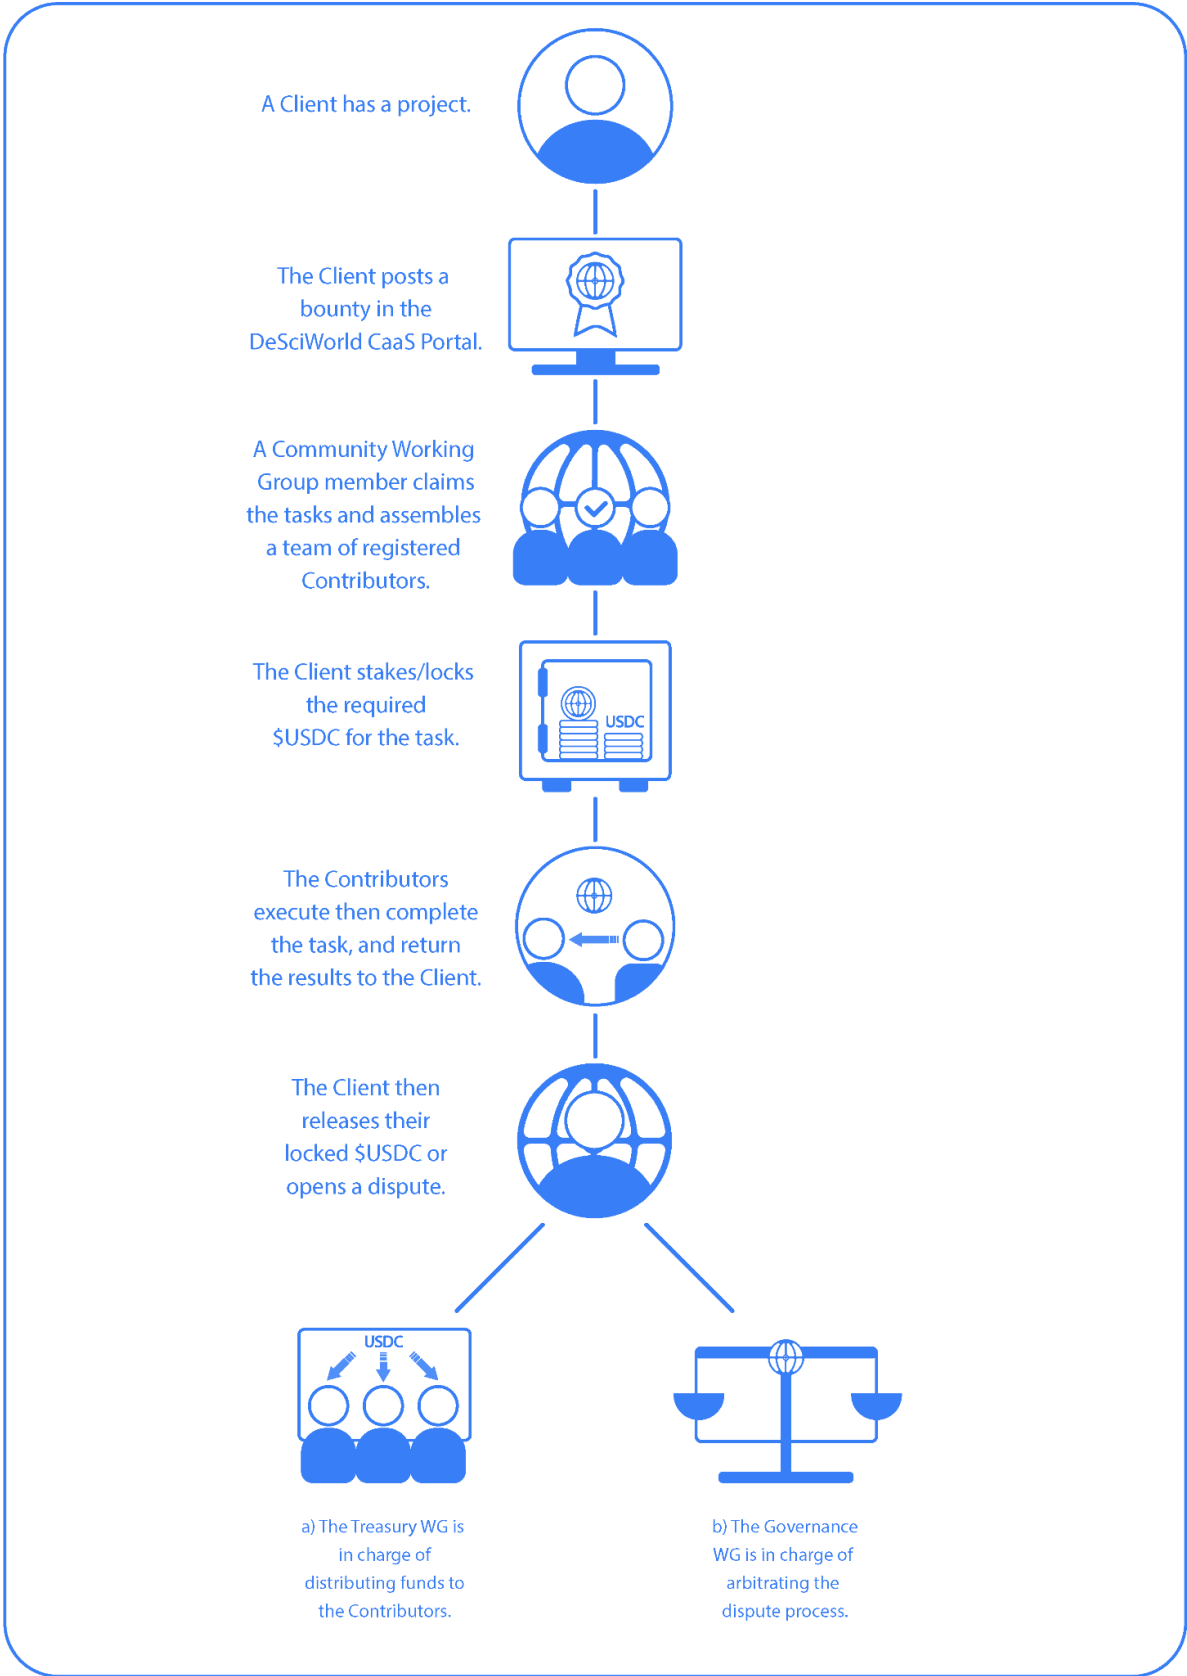 A Client has a project.
The Client posts a
bounty in the
DeSciWorld CaaS Portal.
A Community Working
Group member claims
the tasks and assembles
a team of registered
Contributors.
The Client stakes/locks
the required
$USDC for the task.
USDC
The Contributors
execute then complete
the task, and return
the results to the Client.
The Client then
releases their
locked $USDC or
opens a dispute.
USDC
a) The Treasury WG is
in charge of
distributing funds to
the Contributors.
b) The Governance
WG is in charge of
arbitrating the
dispute process.